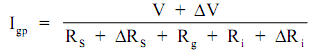 I_gp = (V + ΔV) / (R_S + ΔR_S + R_g + R_i + ΔR_i)